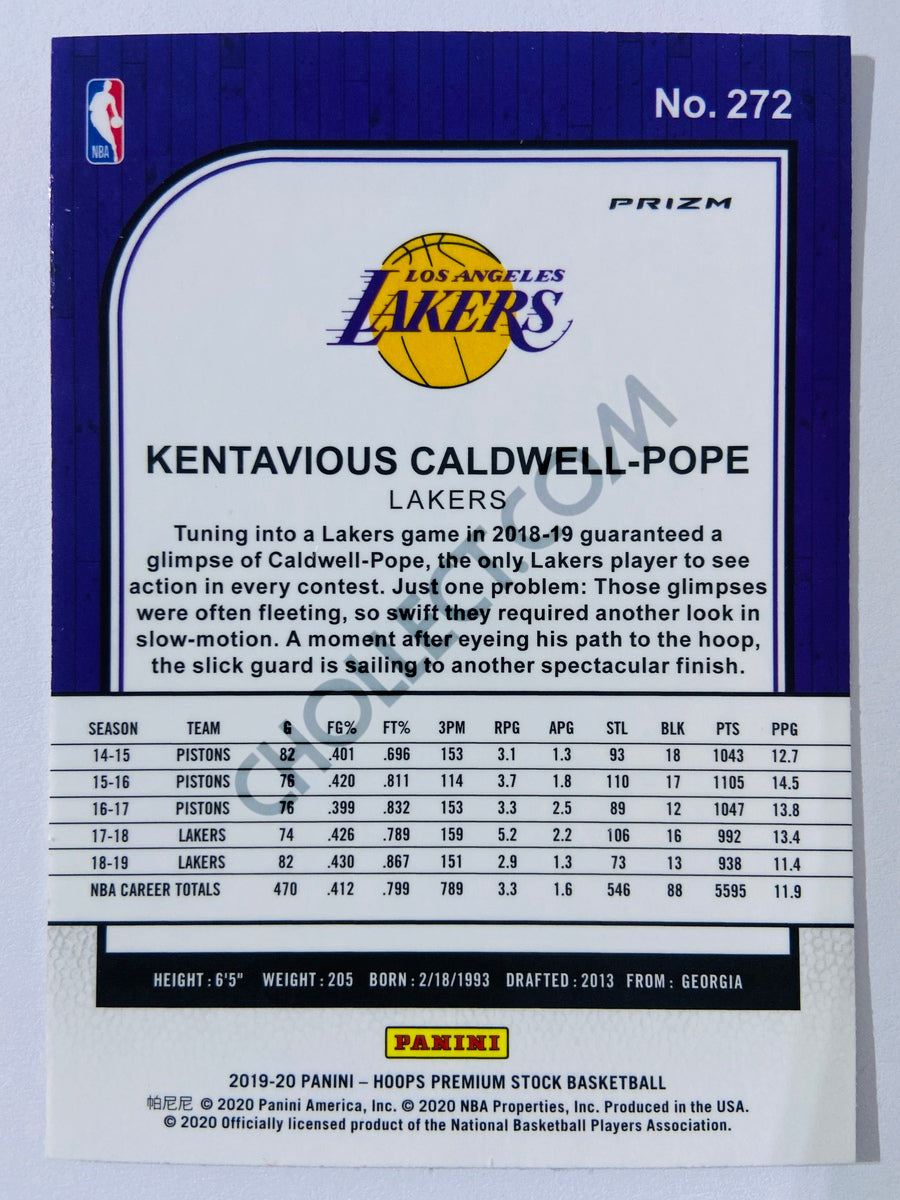 No. 272
NBA
PRIZM
LOS ANGELES
LAKERS
KENTAVIOUS CALDWELL-POPE
LAKERS
Tuning into a Lakers game in 2018-19 guaranteed a
glimpse of Caldwell-Pope, the only Lakers player to see
action in every contest. Just one problem: Those glimpses
were often fleeting, so swift they required another look in
slow-motion. A moment after eyeing his path to the hoop,
the slick guard is sailing to another spectacular finish.
CHOLLECT.COM
SEASON TEAM G FG% FT% 3PM RPG APG STL BLK PTS PPG
14-15 PISTONS 82 .401 .696 153 3.1 1.3 93 18 1043 12.7
15-16 PISTONS 76 .420 .811 114 3.7 1.8 110 17 1105 14.5
16-17 PISTONS 76 .399 .832 153 3.3 2.5 89 12 1047 13.8
17-18 LAKERS 74 .426 .789 159 5.2 2.2 106 16 992 13.4
18-19 LAKERS 82 .430 .867 151 2.9 1.3 73 13 938 11.4
NBA CAREER TOTALS 470 .412 .799 789 3.3 1.6 546 88 5595 11.9
HEIGHT: 6'5" WEIGHT: 205 BORN: 2/18/1993 DRAFTED: 2013 FROM: GEORGIA
PANINI
2019-20 PANINI – HOOPS PREMIUM STOCK BASKETBALL
帕尼尼 © 2020 Panini America, Inc. © 2020 NBA Properties, Inc. Produced in the USA.
© 2020 Officially licensed product of the National Basketball Players Association.